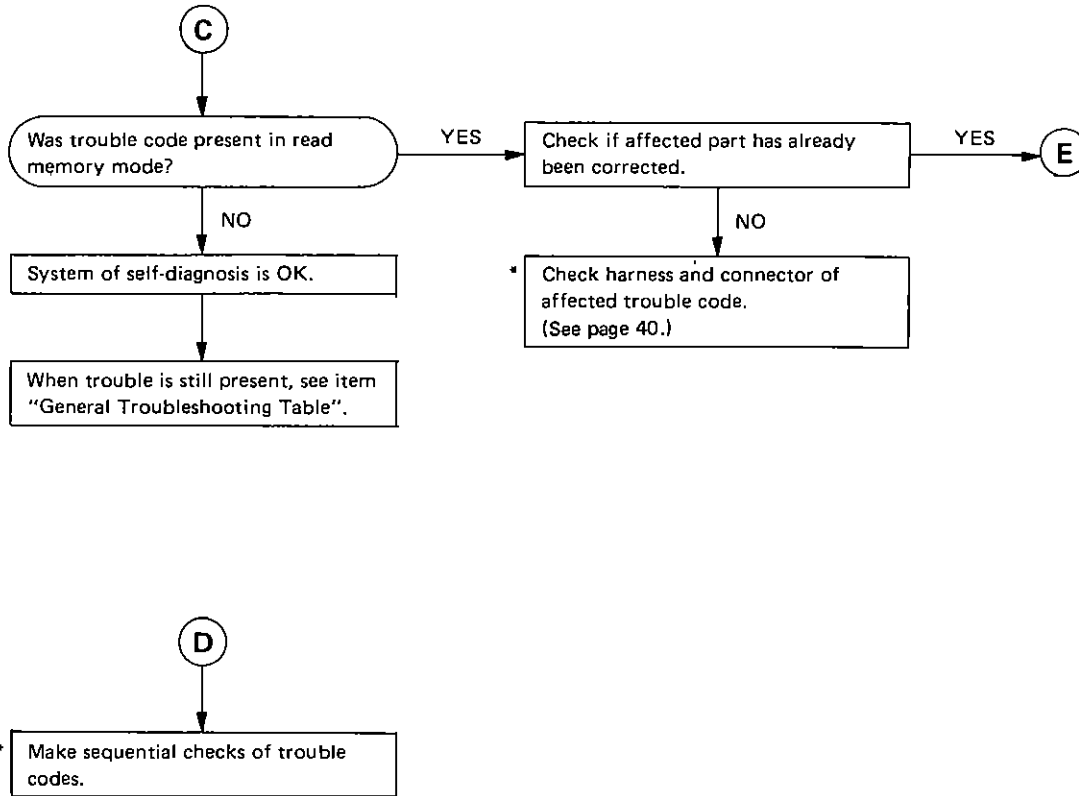 C
Was trouble code present in read
memory mode?
YES
Check if affected part has already
been corrected.
YES
E
NO
NO
System of self-diagnosis is OK.
* Check harness and connector of
affected trouble code.
(See page 40.)
When trouble is still present, see item
"General Troubleshooting Table".
D
* Make sequential checks of trouble
codes.